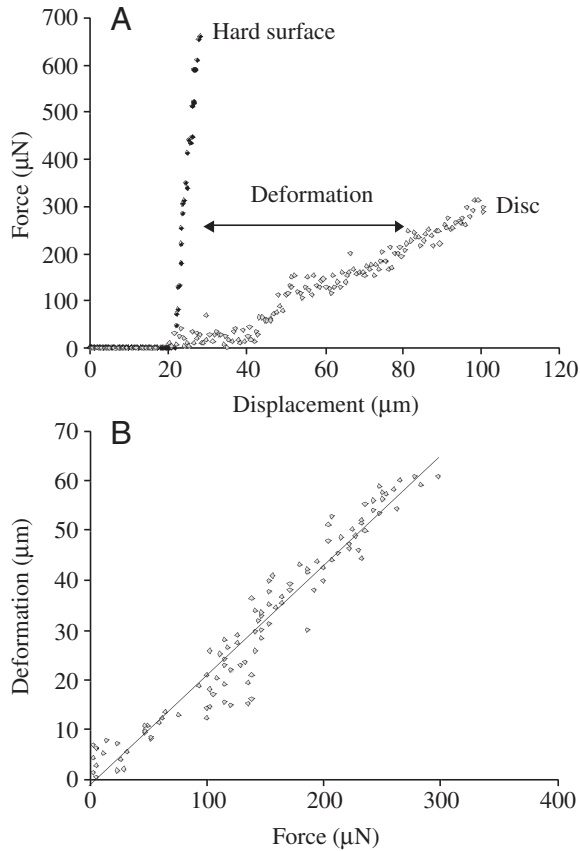 A
700
600
500
400
300
200
100
0
Force (μN)
Hard surface
Deformation
Disc
0 20 40 60 80 100 120
Displacement (μm)
B
70
60
50
40
30
20
10
0
Deformation (μm)
0 100 200 300 400
Force (μN)